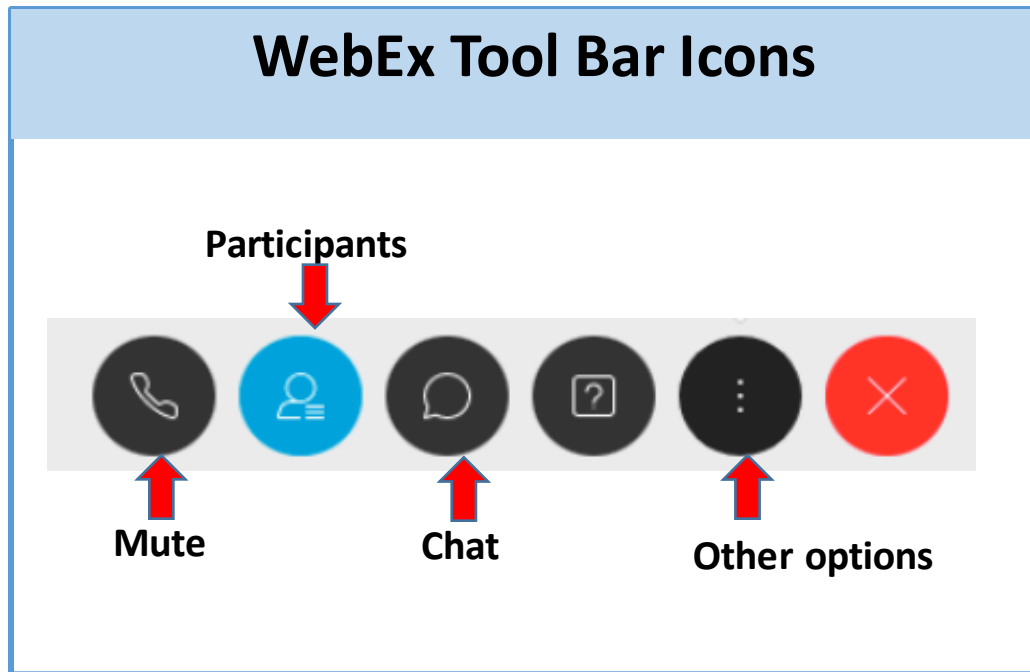 WebEx Tool Bar Icons
Participants
?
Mute
Chat
Other options